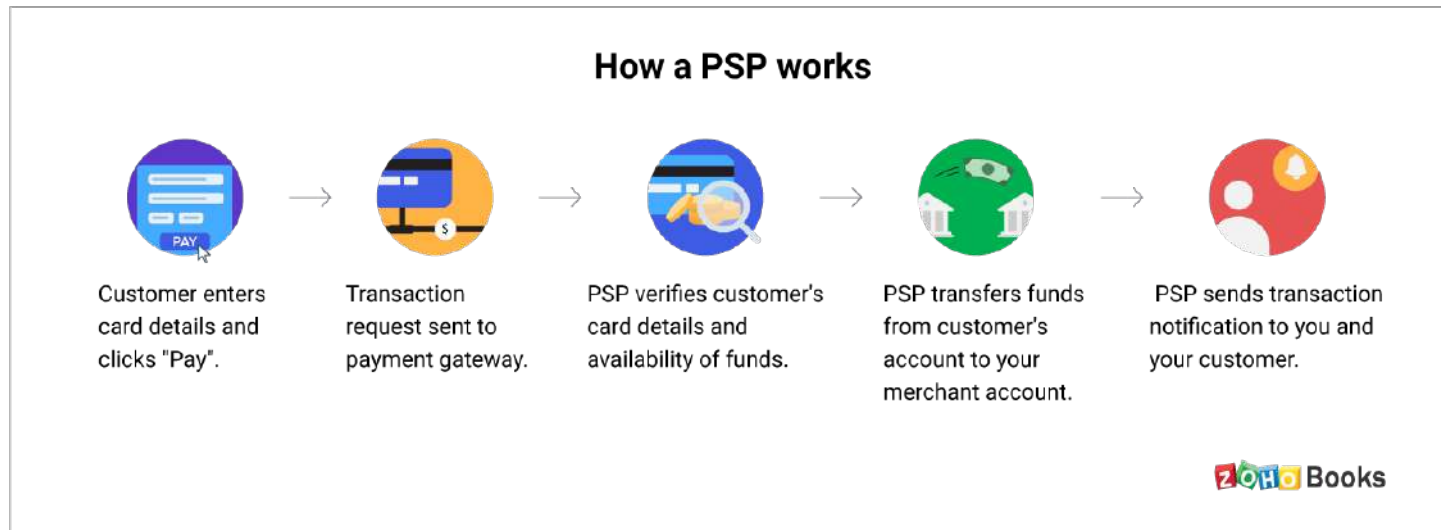 How a PSP works
PAY
$
Customer enters
card details and
clicks "Pay".
Transaction
request sent to
payment gateway.
PSP verifies customer's
card details and
availability of funds.
PSP transfers funds
from customer's
account to your
merchant account.
PSP sends transaction
notification to you and
your customer.
ZOHO Books